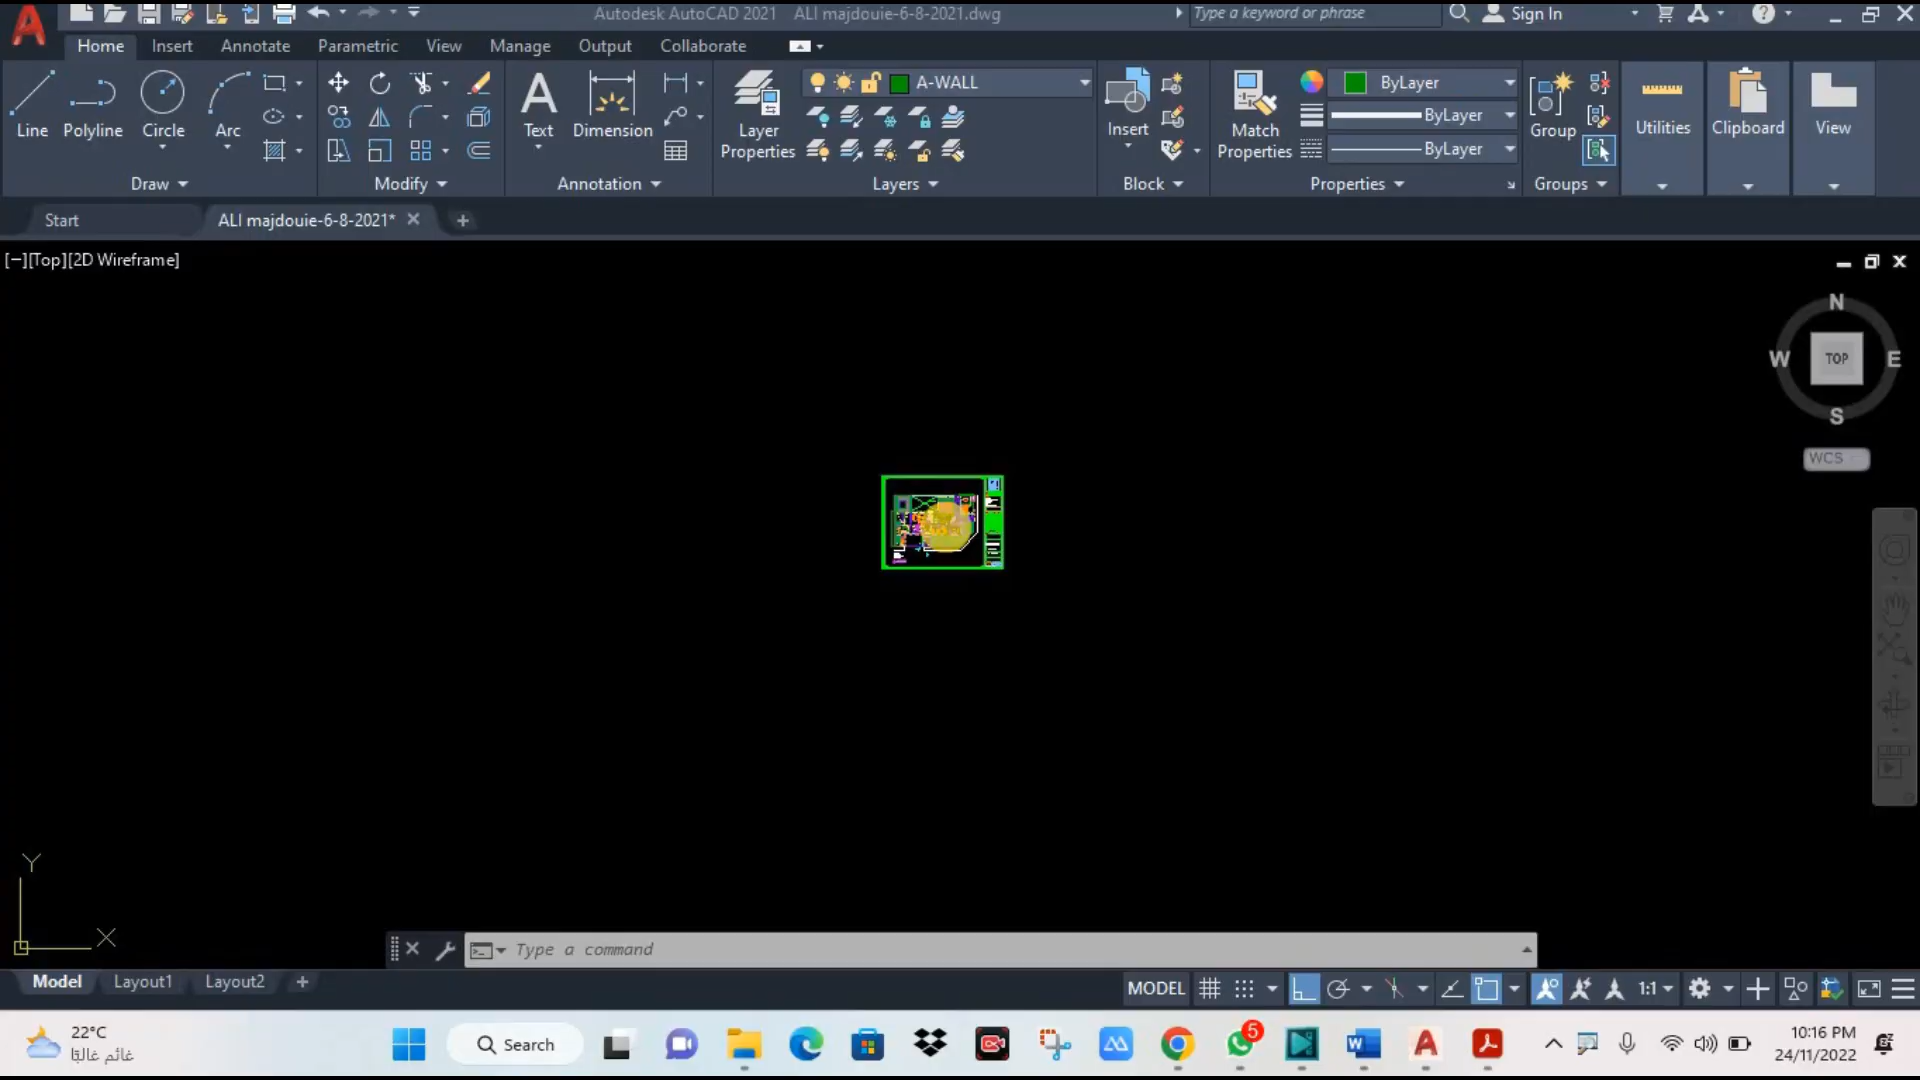 Autodesk AutoCAD 2021 ALI majdouie-6-8-2021.dwg
Type a keyword or phrase
Sign In
Home Insert Annotate Parametric View Manage Output Collaborate
Line Polyline Circle Arc
Text Dimension
Layer Properties
A-WALL
Insert
Match Properties
ByLayer
ByLayer
ByLayer
Group
Utilities
Clipboard
View
Draw Modify Annotation Layers Block Properties Groups
Start ALI majdouie-6-8-2021*
[−][Top][2D Wireframe]
N
W TOP E
S
WCS
Y
X
Type a command
Model Layout1 Layout2
MODEL 1:1
22°C
غائم غالبًا
Search
5
10:16 PM
24/11/2022